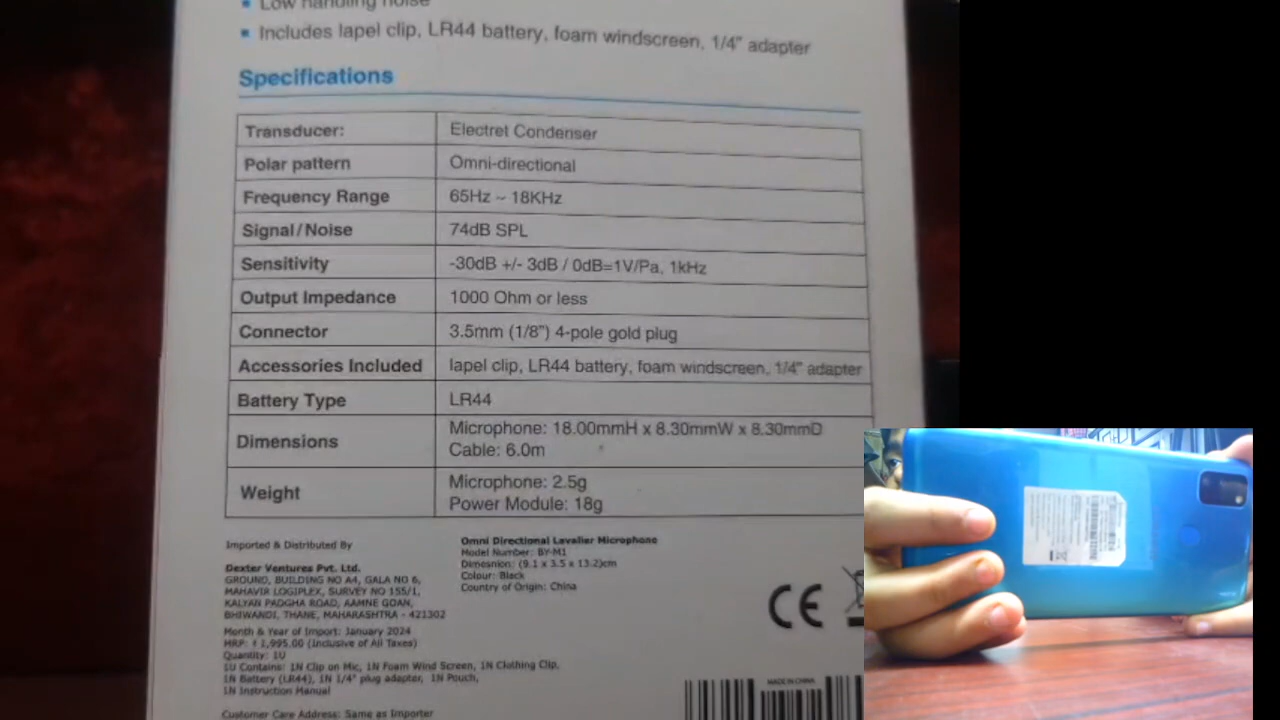 Low handling noise
Includes lapel clip, LR44 battery, foam windscreen, 1/4" adapter
Specifications
Transducer: Electret Condenser
Polar pattern Omni-directional
Frequency Range 65Hz ~ 18KHz
Signal/Noise 74dB SPL
Sensitivity -30dB +/- 3dB / 0dB=1V/Pa, 1kHz
Output Impedance 1000 Ohm or less
Connector 3.5mm (1/8") 4-pole gold plug
Accessories Included lapel clip, LR44 battery, foam windscreen, 1/4" adapter
Battery Type LR44
Dimensions Microphone: 18.00mmH x 8.30mmW x 8.30mmD
Cable: 6.0m
Weight Microphone: 2.5g
Power Module: 18g
Imported & Distributed By
Dexter Ventures Pvt. Ltd.
GROUND, BUILDING NO A4, GALA NO 6,
MAHAVIR LOGIPLEX, SURVEY NO 155/1,
KALYAN PADGHA ROAD, AAMNE GOAN,
BHIWANDI, THANE, MAHARASHTRA - 421302
Month & Year of Import: January 2024
MRP: ₹ 1,995.00 (Inclusive of All Taxes)
Quantity: 1U
1U Contains: 1N Clip on Mic, 1N Foam Wind Screen, 1N Clothing Clip,
1N Battery (LR44), 1N 1/4" plug adapter, 1N Pouch,
1N Instruction Manual
Customer Care Address: Same as Importer
Omni Directional Lavalier Microphone
Model Number: BY-M1
Dimesnion: (9.1 x 3.5 x 13.2)cm
Colour: Black
Country of Origin: China
CE
MADE IN CHINA